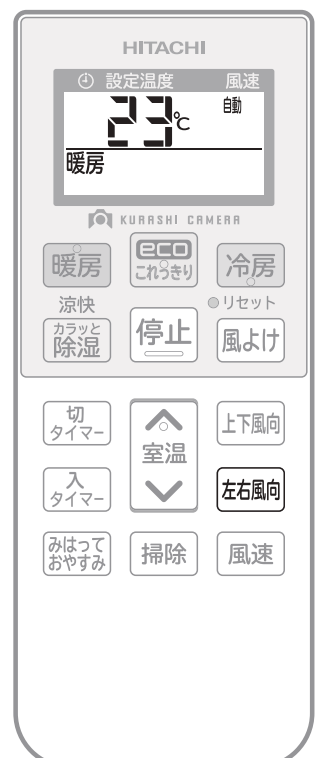 HITACHI
設定温度 風速
23℃ 自動
暖房
KURASHI CAMERA
暖房 eco これっきり 冷房
涼快 リセット
カラッと除湿 停止 風よけ
切タイマー 室温 上下風向
入タイマー 左右風向
みはっておやすみ 掃除 風速